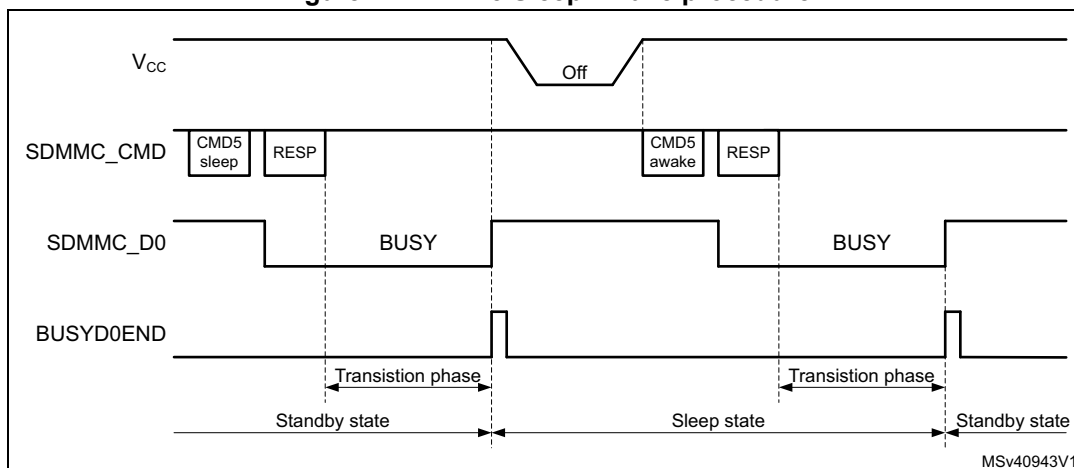 V_CC
Off
SDMMC_CMD
CMD5
sleep
RESP
CMD5
awake
RESP
SDMMC_D0
BUSY
BUSY
BUSYD0END
Transistion phase
Transistion phase
Standby state
Sleep state
Standby state
MSv40943V1